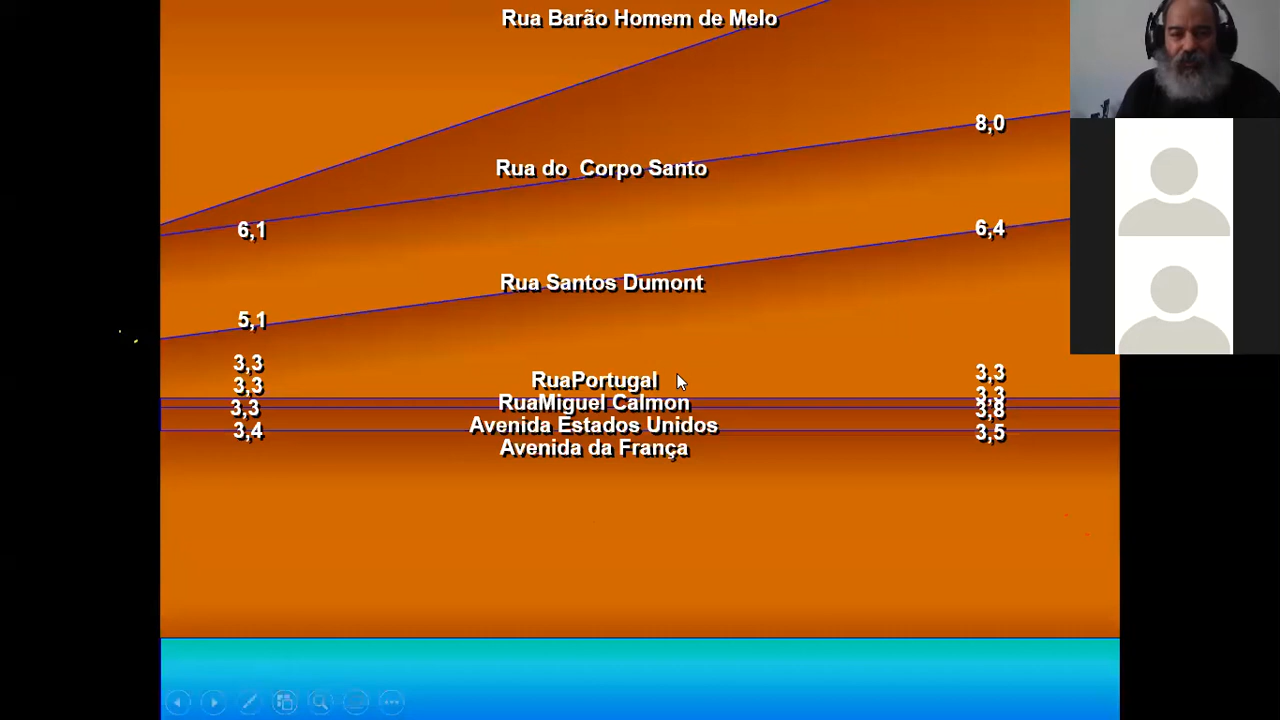 Rua Barão Homem de Melo
8,0
Rua do Corpo Santo
6,1
6,4
Rua Santos Dumont
5,1
3,3
3,3
RuaPortugal
3,3
3,3
RuaMiguel Calmon
3,3
3,8
Avenida Estados Unidos
3,4
3,5
Avenida da França